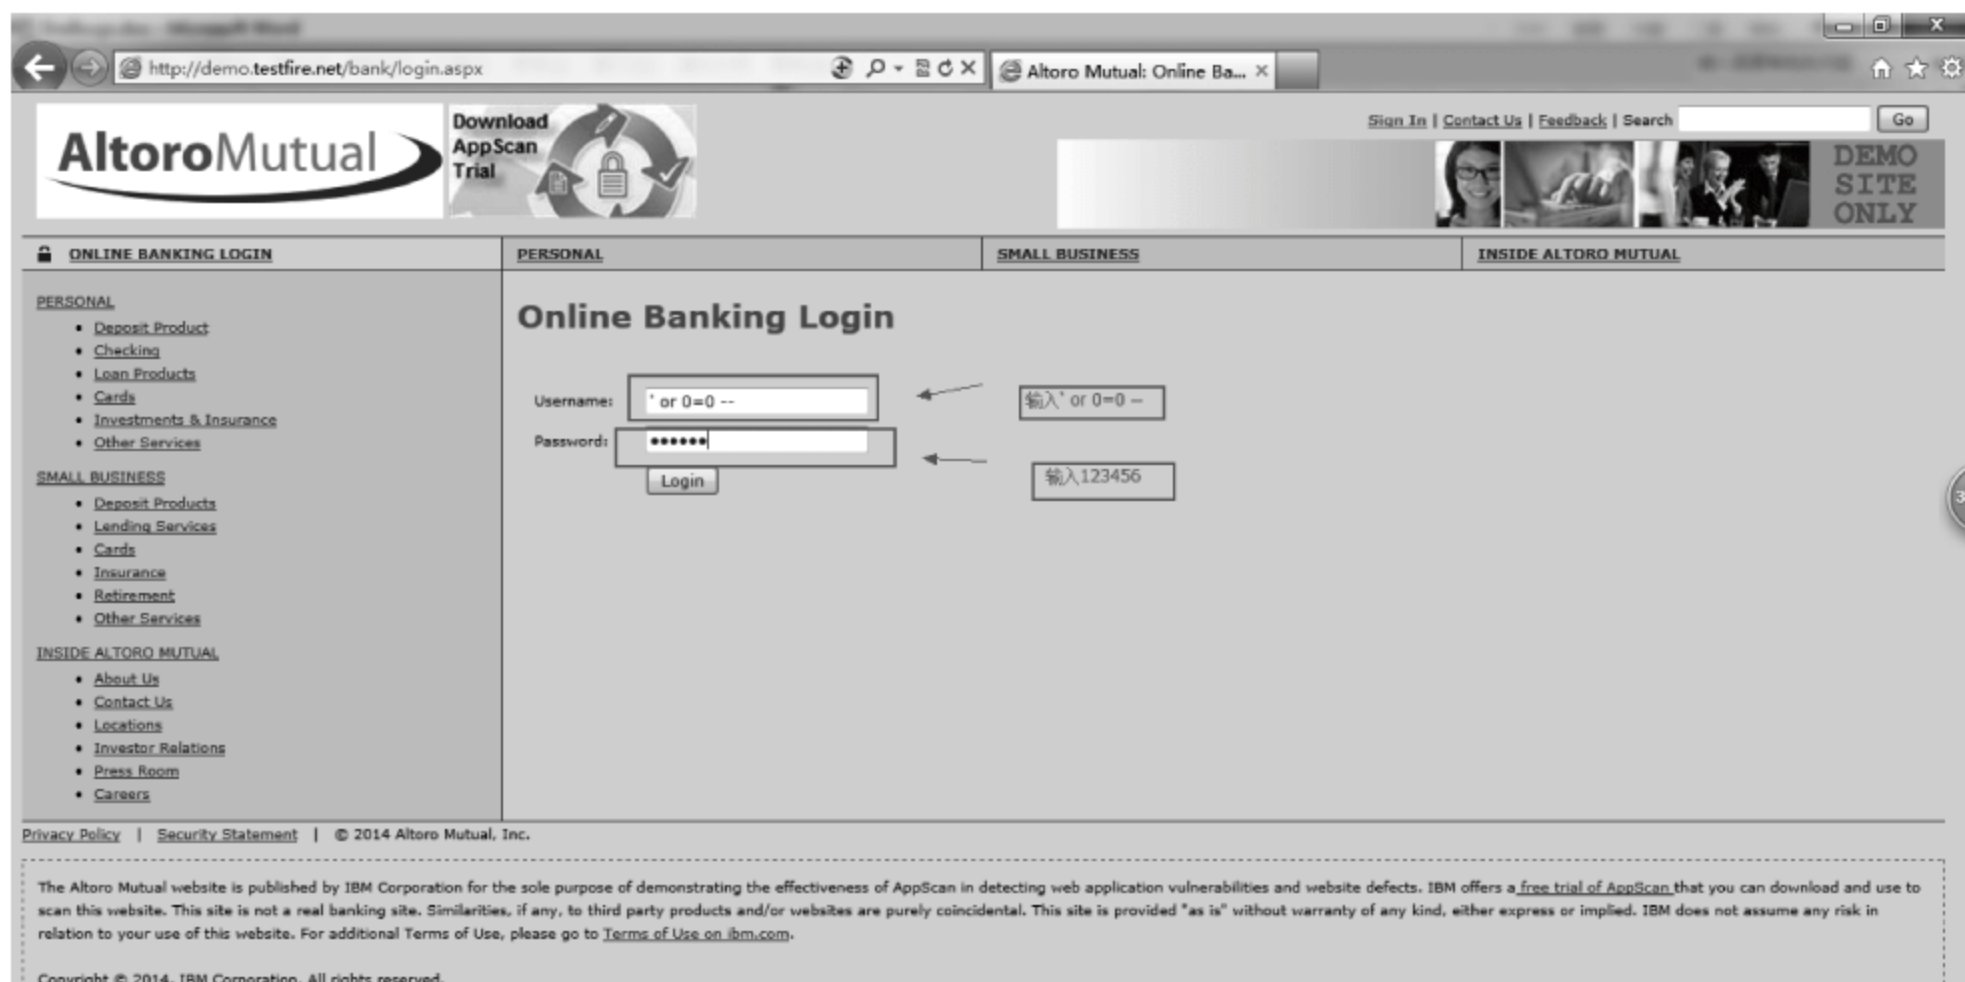 http://demo.testfire.net/bank/login.aspx
Altoro Mutual: Online Ba...
AltoroMutual
Download
AppScan
Trial
Sign In | Contact Us | Feedback | Search
Go
DEMO
SITE
ONLY
ONLINE BANKING LOGIN
PERSONAL
SMALL BUSINESS
INSIDE ALTORO MUTUAL
PERSONAL
Deposit Product
Checking
Loan Products
Cards
Investments & Insurance
Other Services
SMALL BUSINESS
Deposit Products
Lending Services
Cards
Insurance
Retirement
Other Services
INSIDE ALTORO MUTUAL
About Us
Contact Us
Locations
Investor Relations
Press Room
Careers
Online Banking Login
Username: ' or 0=0 --
输入' or 0=0 --
Password: ••••••
输入123456
Login
Privacy Policy | Security Statement | © 2014 Altoro Mutual, Inc.
The Altoro Mutual website is published by IBM Corporation for the sole purpose of demonstrating the effectiveness of AppScan in detecting web application vulnerabilities and website defects. IBM offers a free trial of AppScan that you can download and use to
scan this website. This site is not a real banking site. Similarities, if any, to third party products and/or websites are purely coincidental. This site is provided "as is" without warranty of any kind, either express or implied. IBM does not assume any risk in
relation to your use of this website. For additional Terms of Use, please go to Terms of Use on ibm.com.
Copyright © 2014, IBM Corporation, All rights reserved.